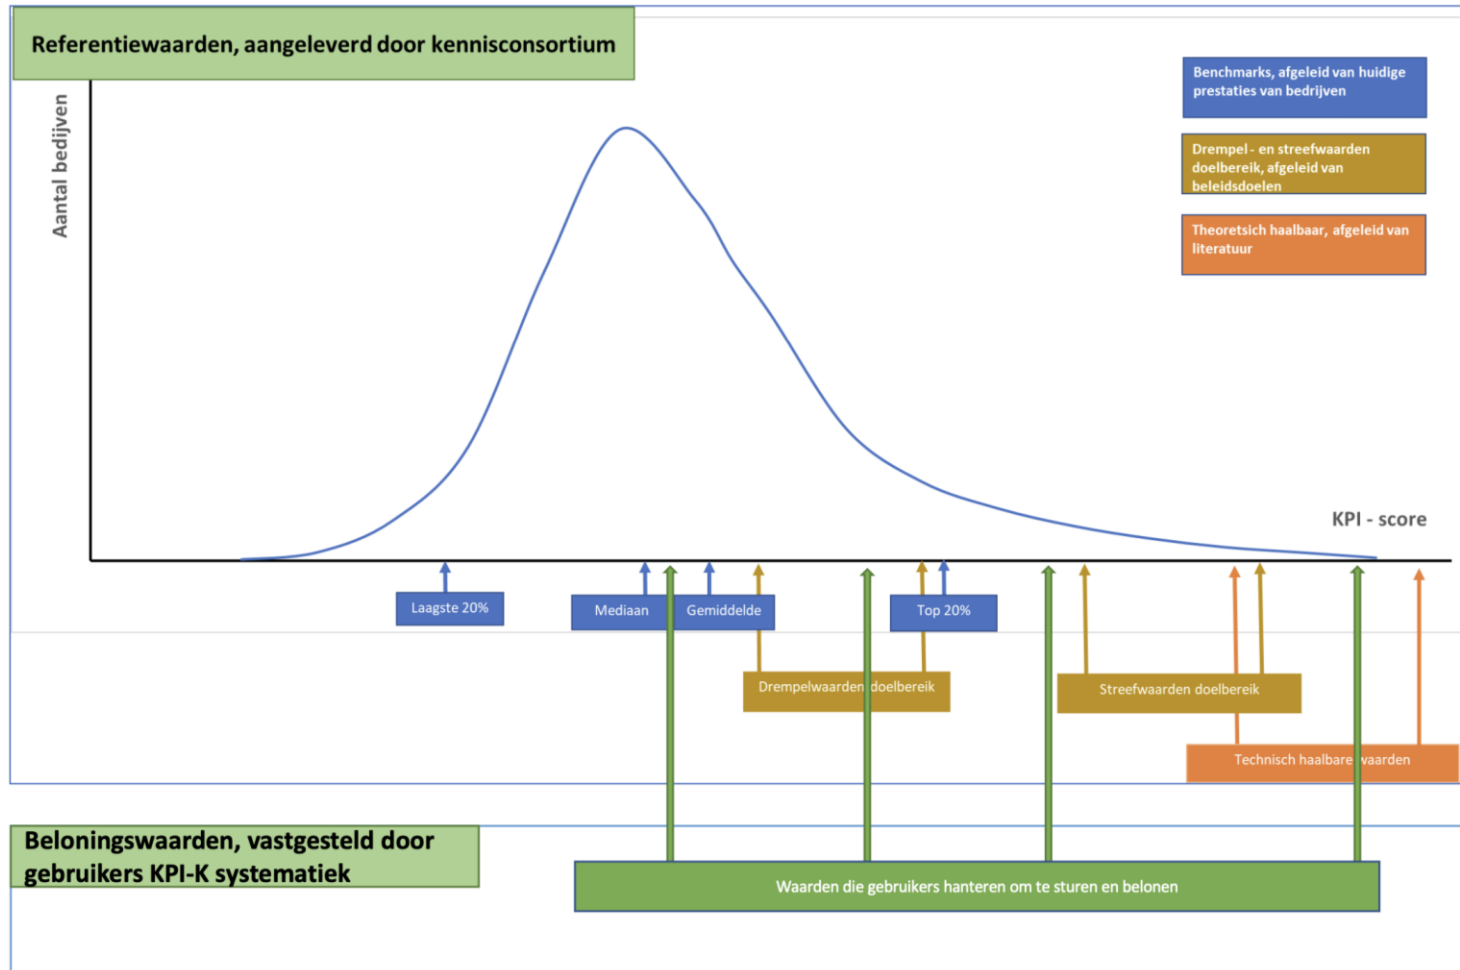 Referentiewaarden, aangeleverd door kennisconsortium
Benchmarks, afgeleid van huidige
prestaties van bedrijven
Aantal bedijven
Drempel - en streefwaarden
doelbereik, afgeleid van
beleidsdoelen
Theoretsich haalbaar, afgeleid van
literatuur
KPI - score
Laagste 20%
Mediaan
Gemiddelde
Top 20%
Drempelwaarden doelbereik
Streefwaarden doelbereik
Technisch haalbare waarden
Beloningswaarden, vastgesteld door
gebruikers KPI-K systematiek
Waarden die gebruikers hanteren om te sturen en belonen